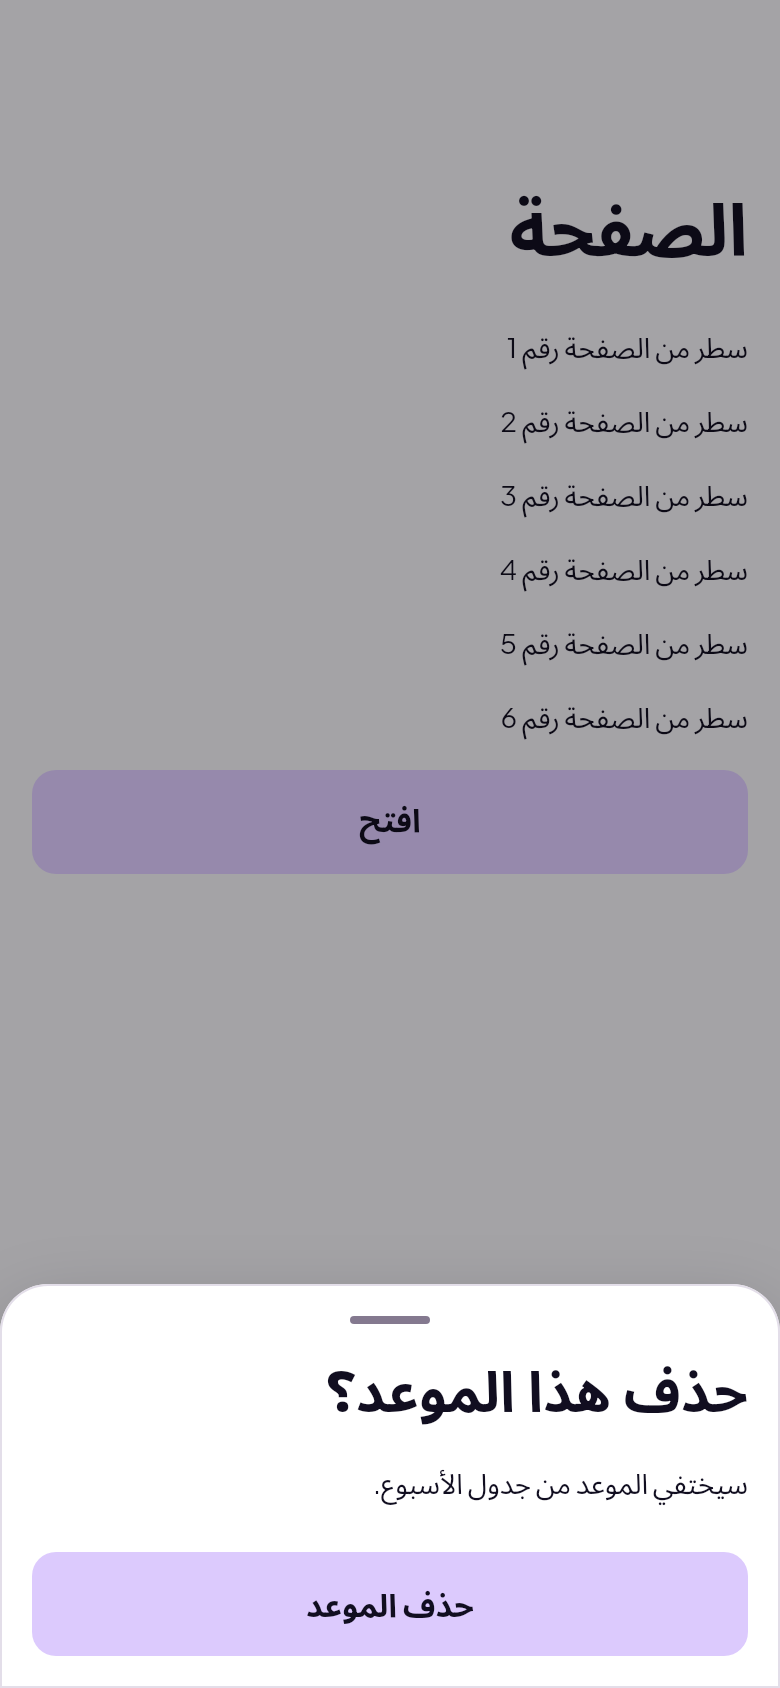 الصفحة
سطر من الصفحة رقم 1
سطر من الصفحة رقم 2
سطر من الصفحة رقم 3
سطر من الصفحة رقم 4
سطر من الصفحة رقم 5
سطر من الصفحة رقم 6
افتح
حذف هذا الموعد؟
سيختفي الموعد من جدول الأسبوع.
حذف الموعد